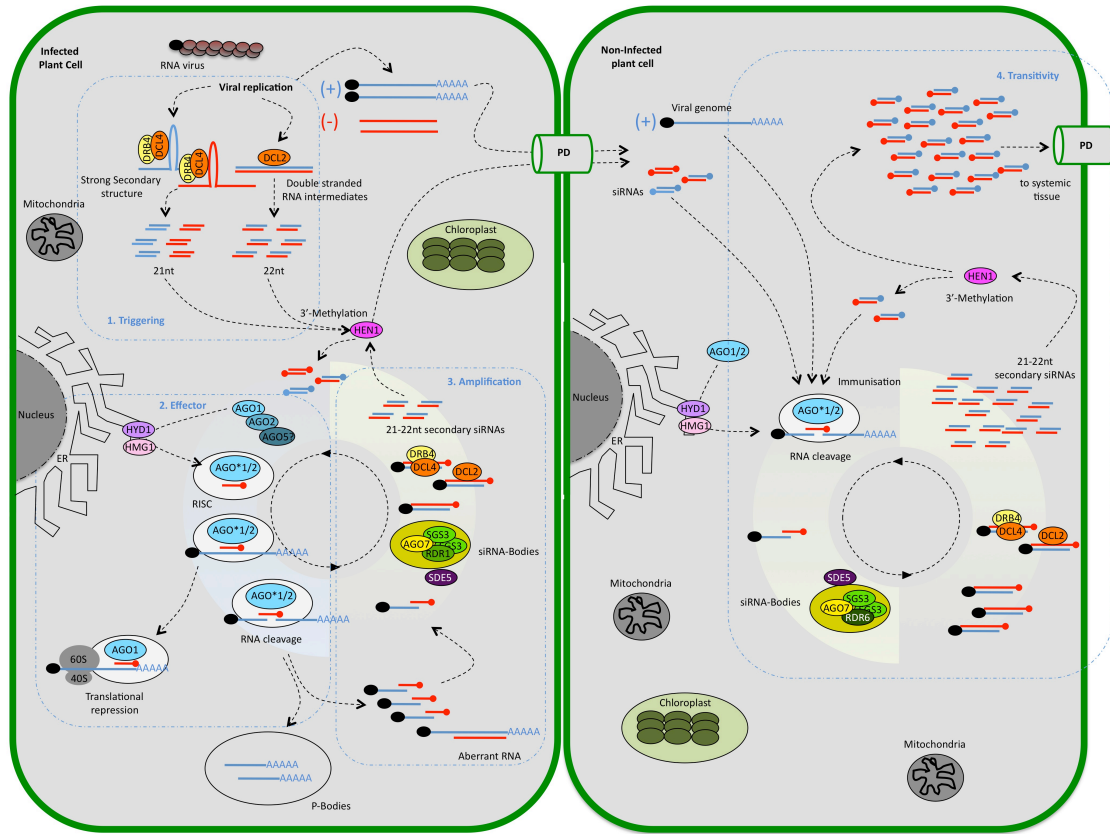 Infected
Plant Cell
RNA virus
Viral replication
(+)
AAAAA
AAAAA
(-)
DRB4
DCL4
DRB4
DCL4
DCL2
Strong Secondary
structure
Double stranded
RNA intermediates
Mitochondria
21nt
22nt
Chloroplast
PD
1. Triggering
3'-Methylation
HEN1
Nucleus
ER
HYD1
HMG1
2. Effector
AGO1
AGO2
AGO5?
3. Amplification
21-22nt secondary siRNAs
AGO*1/2
RISC
DRB4
DCL4
DCL2
AGO*1/2
AAAAA
SGS3
SGS3
AGO7
RDR1
siRNA-Bodies
SDE5
AGO*1/2
AAAAA
RNA cleavage
60S
40S
AGO1
AAAAA
Translational
repression
AAAAA
Aberrant RNA
AAAAA
AAAAA
P-Bodies
Non-Infected
plant cell
4. Transitivity
(+)
Viral genome
AAAAA
siRNAs
PD
to systemic
tissue
HEN1
3'-Methylation
AGO1/2
21-22nt
secondary siRNAs
Nucleus
ER
HYD1
HMG1
Immunisation
AGO*1/2
AAAAA
RNA cleavage
DRB4
DCL4
DCL2
SDE5
siRNA-Bodies
SGS3
SGS3
AGO7
RDR6
Mitochondria
Chloroplast
Mitochondria